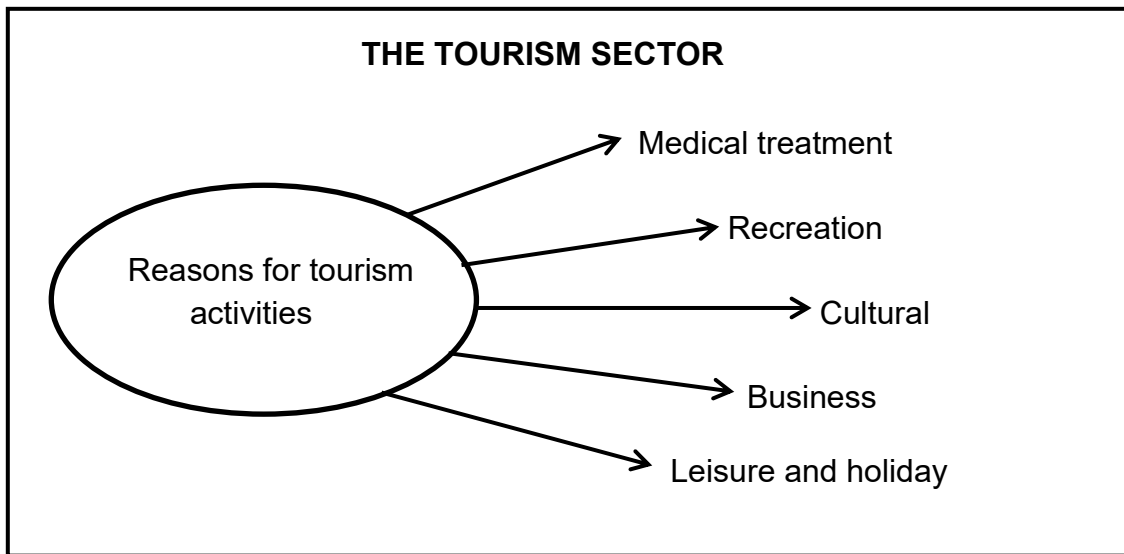 THE TOURISM SECTOR
Medical treatment
Recreation
Reasons for tourism
activities
Cultural
Business
Leisure and holiday